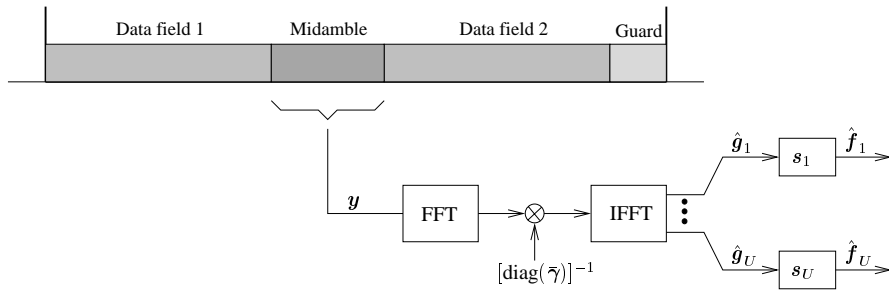 Data field 1 Midamble Data field 2 Guard
ĝ₁ s₁ f̂₁
y FFT ⊗ IFFT
[diag(γ̄)]⁻¹
ĝ_U s_U f̂_U